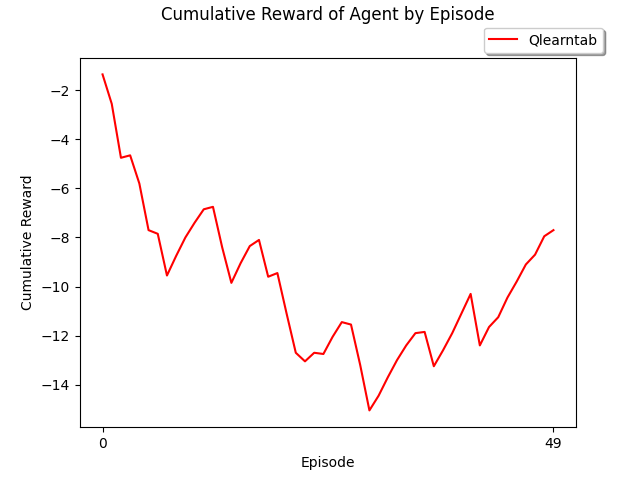 Cumulative Reward of Agent by Episode
Qlearntab
−2
−4
−6
−8
−10
−12
−14
Cumulative Reward
0 49
Episode